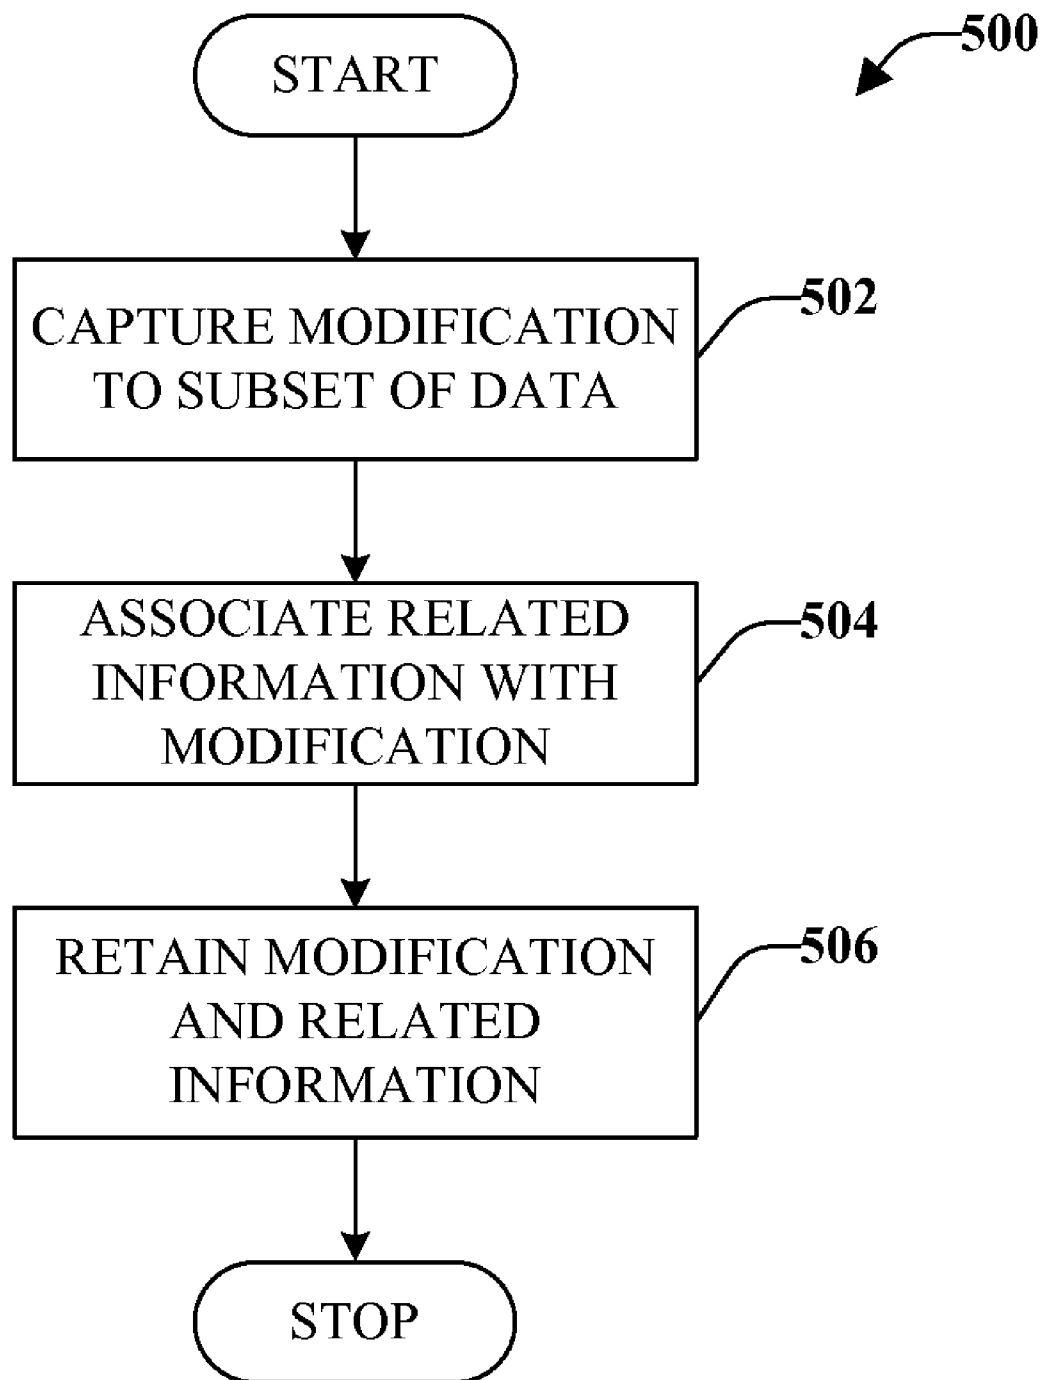 START
500
CAPTURE MODIFICATION
TO SUBSET OF DATA
502
ASSOCIATE RELATED
INFORMATION WITH
MODIFICATION
504
RETAIN MODIFICATION
AND RELATED
INFORMATION
506
STOP